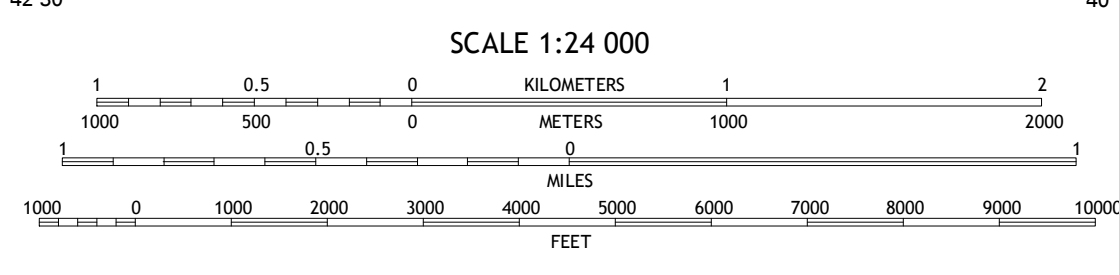 42'30" 40'
SCALE 1:24 000
1 0.5 0 KILOMETERS 1 2
1000 500 0 METERS 1000 2000
1 0.5 0 1
MILES
1000 0 1000 2000 3000 4000 5000 6000 7000 8000 9000 10000
FEET